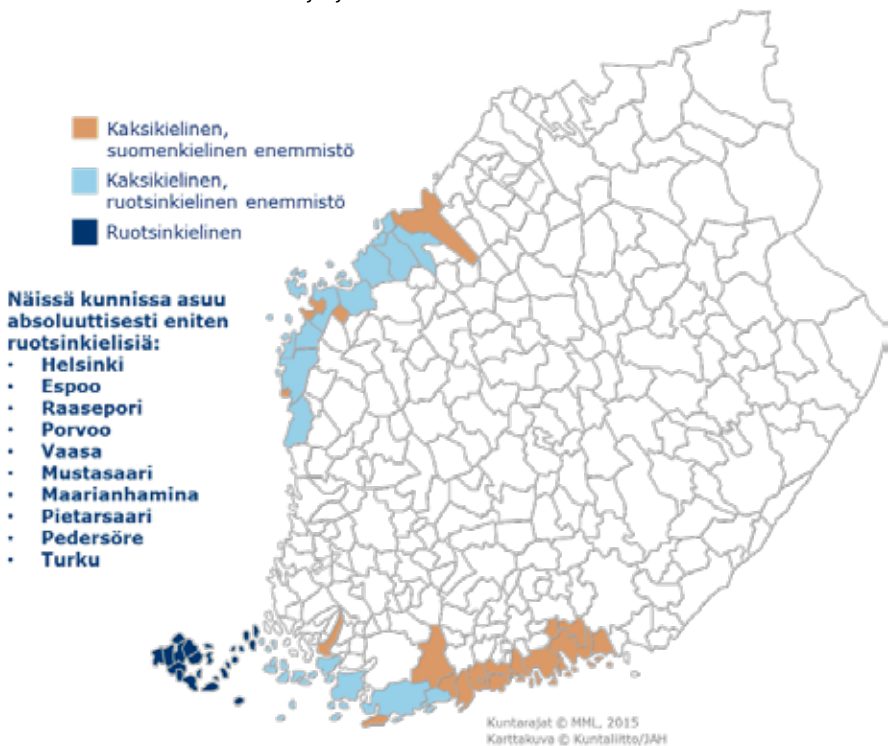 Kaksikielinen,
suomenkielinen enemmistö
Kaksikielinen,
ruotsinkielinen enemmistö
Ruotsinkielinen
Näissä kunnissa asuu
absoluuttisesti eniten
ruotsinkielisiä:
· Helsinki
· Espoo
· Raasepori
· Porvoo
· Vaasa
· Mustasaari
· Maarianhamina
· Pietarsaari
· Pedersöre
· Turku
Kuntarajat © MML, 2015
Karttakuva © Kuntaliitto/JAH